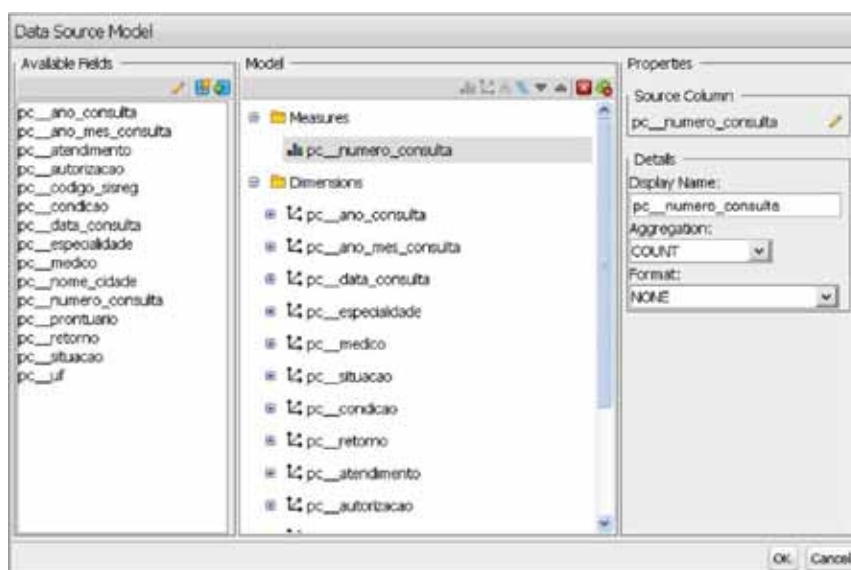 Data Source Model
Available Fields
pc__ano_consulta
pc__ano_mes_consulta
pc__atendimento
pc__autorizacao
pc__codigo_sisreg
pc__condicao
pc__data_consulta
pc__especialidade
pc__medico
pc__nome_cidade
pc__numero_consulta
pc__prontuario
pc__retorno
pc__situacao
pc__uf
Model
Measures
pc__numero_consulta
Dimensions
pc__ano_consulta
pc__ano_mes_consulta
pc__data_consulta
pc__especialidade
pc__medico
pc__situacao
pc__condicao
pc__retorno
pc__atendimento
pc__autorizacao
Properties
Source Column
pc__numero_consulta
Details
Display Name:
pc__numero_consulta
Aggregation:
COUNT
Format:
NONE
OK Cancel